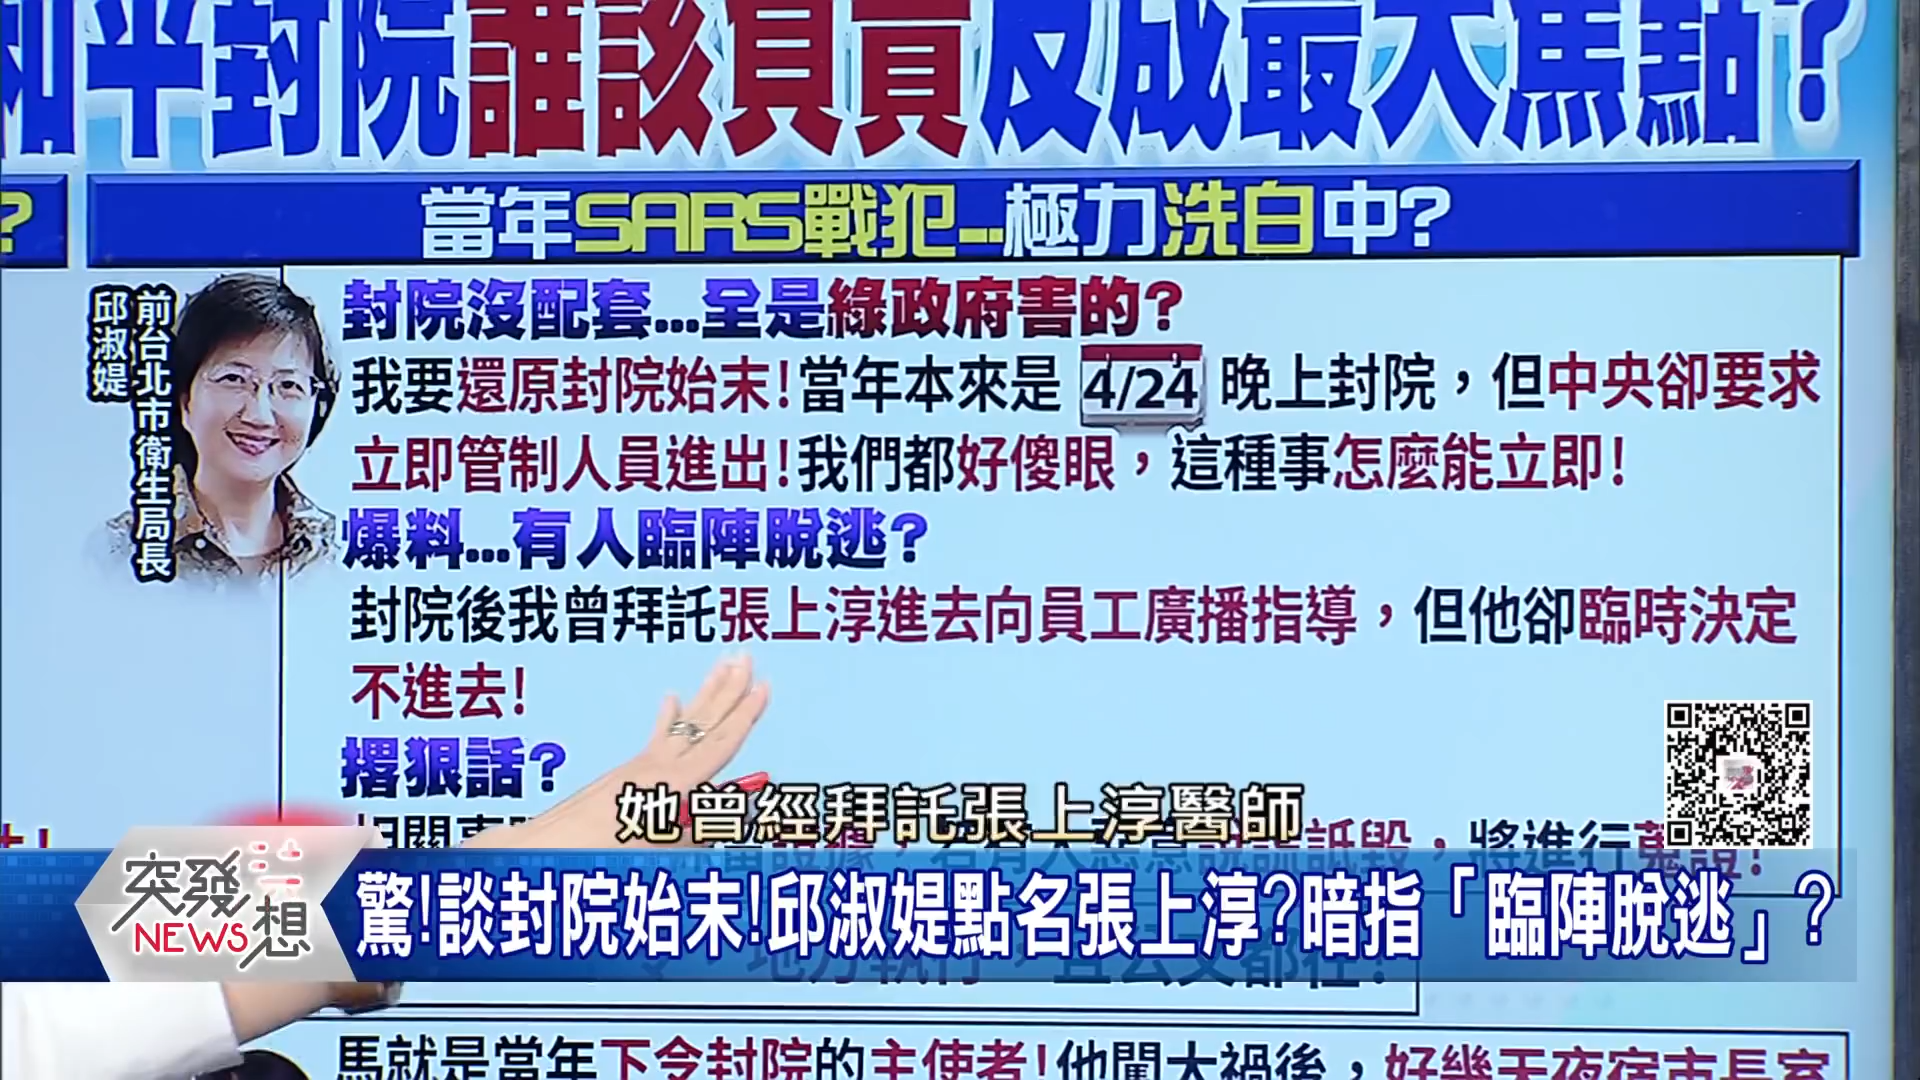 和平封院誰該負責反成最大焦點?
?
當年SARS戰犯...極力洗白中?
前台北市衛生局長
邱淑媞
封院沒配套...全是綠政府害的?
我要還原封院始末!當年本來是 4/24 晚上封院,但中央卻要求
立即管制人員進出!我們都好傻眼,這種事怎麼能立即!
爆料...有人臨陣脫逃?
封院後我曾拜託張上淳進去向員工廣播指導,但他卻臨時決定
不進去!
撂狠話?
詆毀,將進行蒐證!
她曾經拜託張上淳醫師
突發琪想
NEWS
驚!談封院始末!邱淑媞點名張上淳?暗指「臨陣脫逃」?
馬就是當年下令封院的主使者!他闖大禍後,好幾天夜宿市長室